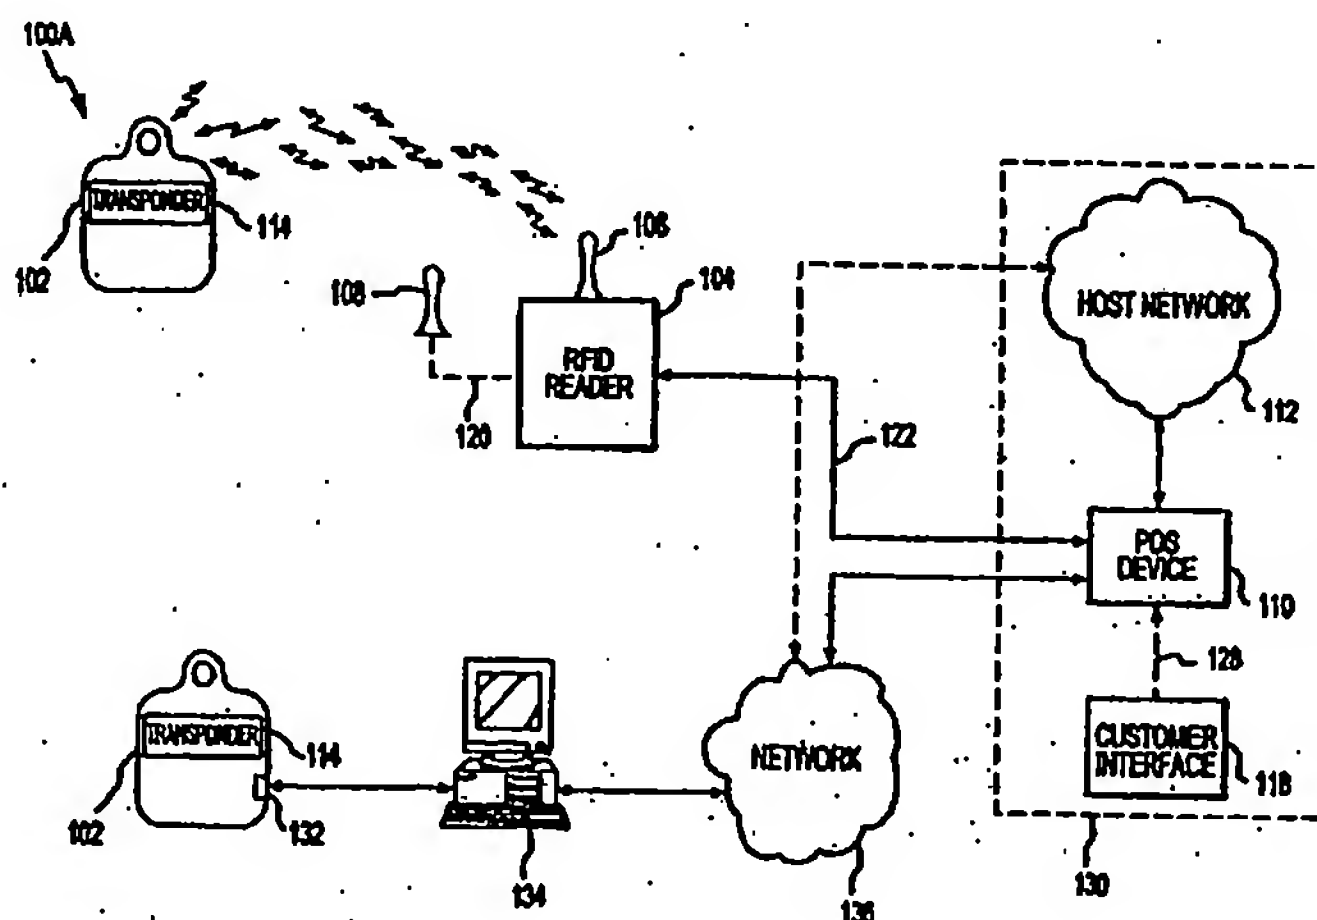 100A
TRANSPONDER
114
102
106
108
104
RFID
READER
120
122
HOST NETWORK
112
POS
DEVICE
110
128
CUSTOMER
INTERFACE
118
130
TRANSPONDER
114
102
132
134
NETWORK
136